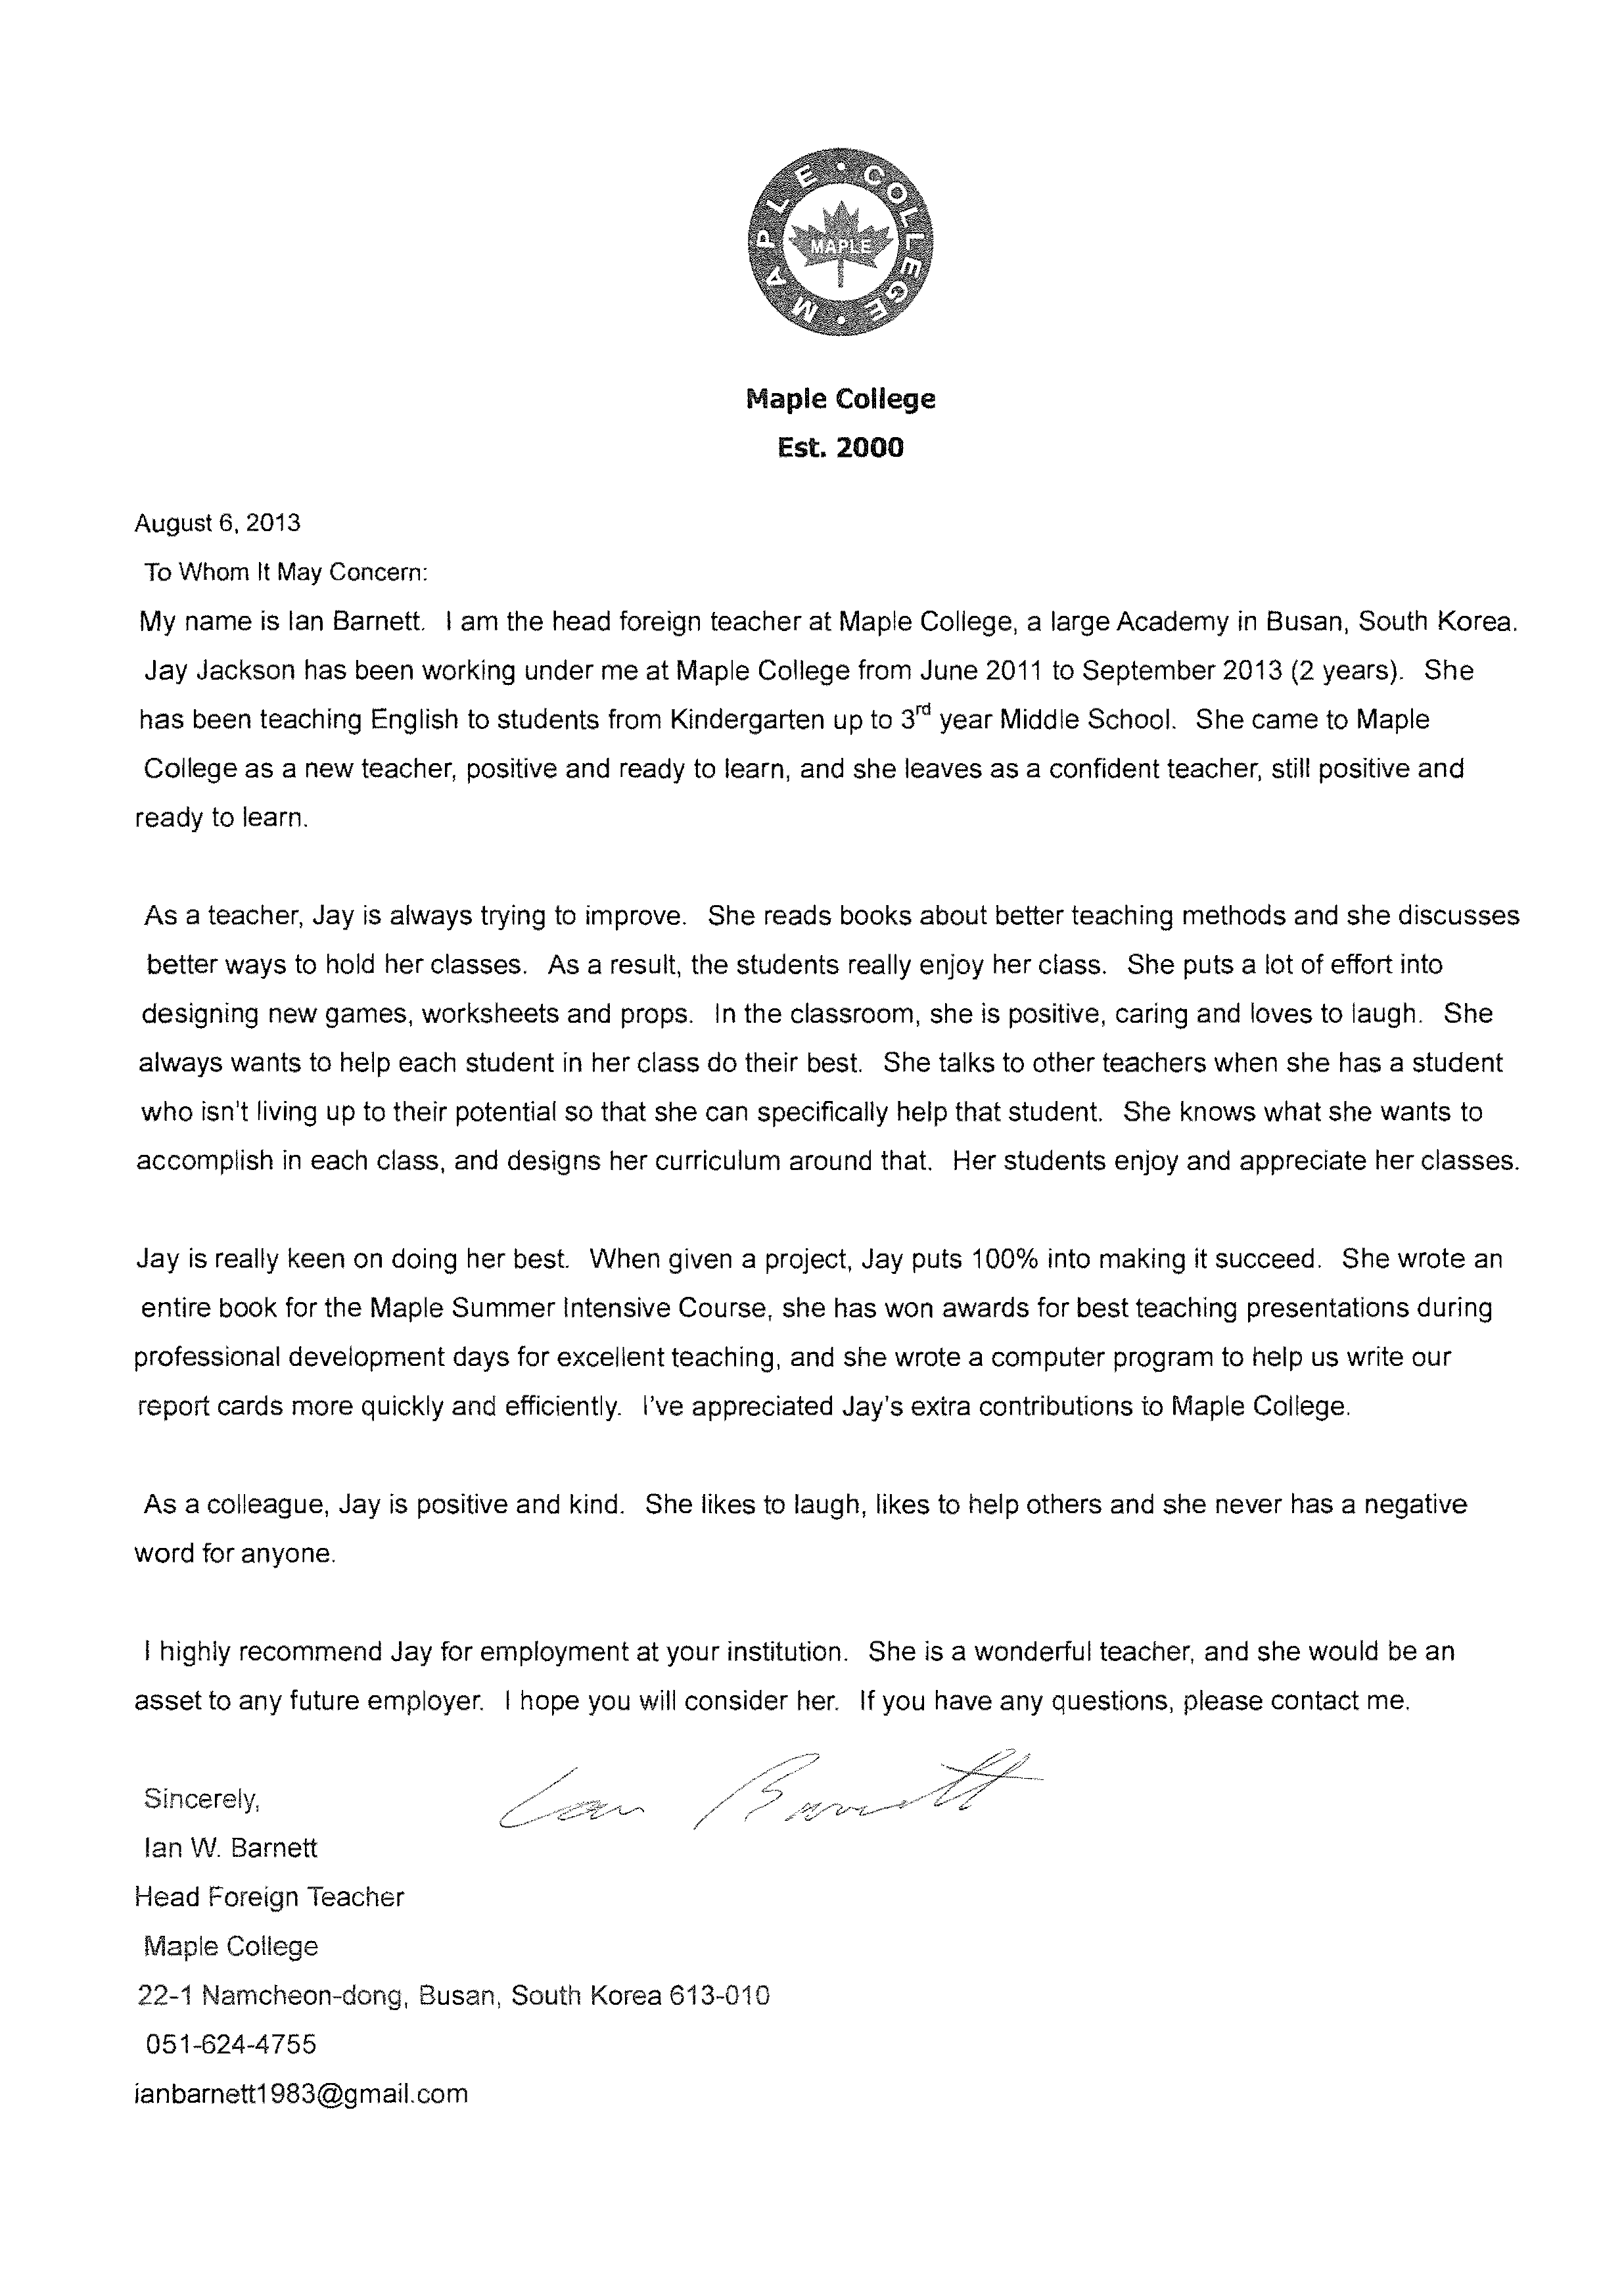 MAPLE · COLLEGE ·
MAPLE
Maple College
Est. 2000
August 6, 2013
To Whom It May Concern:
My name is Ian Barnett. I am the head foreign teacher at Maple College, a large Academy in Busan, South Korea.
Jay Jackson has been working under me at Maple College from June 2011 to September 2013 (2 years). She
has been teaching English to students from Kindergarten up to 3rd year Middle School. She came to Maple
College as a new teacher, positive and ready to learn, and she leaves as a confident teacher, still positive and
ready to learn.
As a teacher, Jay is always trying to improve. She reads books about better teaching methods and she discusses
better ways to hold her classes. As a result, the students really enjoy her class. She puts a lot of effort into
designing new games, worksheets and props. In the classroom, she is positive, caring and loves to laugh. She
always wants to help each student in her class do their best. She talks to other teachers when she has a student
who isn't living up to their potential so that she can specifically help that student. She knows what she wants to
accomplish in each class, and designs her curriculum around that. Her students enjoy and appreciate her classes.
Jay is really keen on doing her best. When given a project, Jay puts 100% into making it succeed. She wrote an
entire book for the Maple Summer Intensive Course, she has won awards for best teaching presentations during
professional development days for excellent teaching, and she wrote a computer program to help us write our
report cards more quickly and efficiently. I've appreciated Jay's extra contributions to Maple College.
As a colleague, Jay is positive and kind. She likes to laugh, likes to help others and she never has a negative
word for anyone.
I highly recommend Jay for employment at your institution. She is a wonderful teacher, and she would be an
asset to any future employer. I hope you will consider her. If you have any questions, please contact me.
Sincerely, Ian Barnett
Ian W. Barnett
Head Foreign Teacher
Maple College
22-1 Namcheon-dong, Busan, South Korea 613-010
051-624-4755
ianbarnett1983@gmail.com